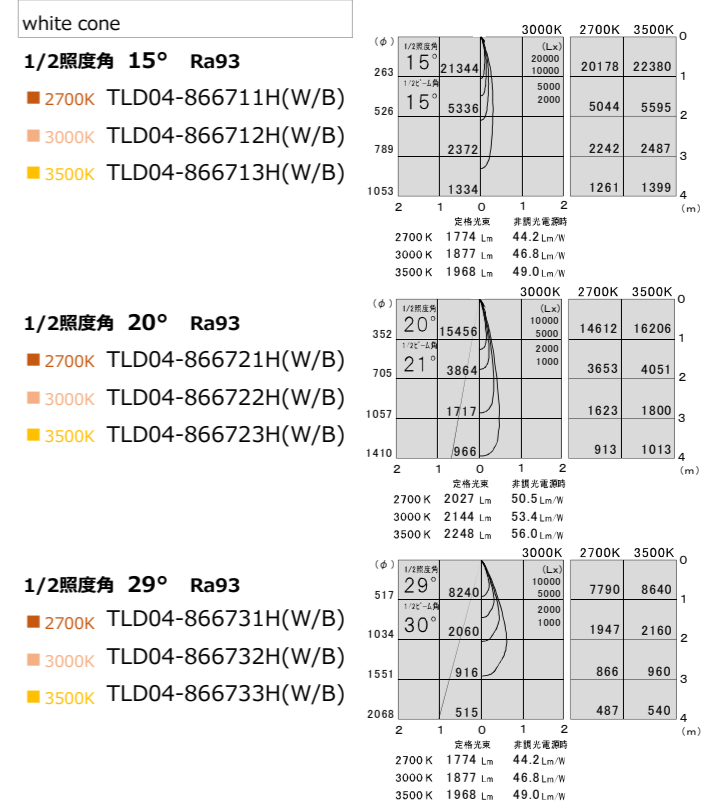 white cone
1/2照度角 15° Ra93
2700K TLD04-866711H(W/B)
3000K TLD04-866712H(W/B)
3500K TLD04-866713H(W/B)
3000K 2700K 3500K
(φ) 1/2照度角 (Lx) 0
15° 21344 20000 20178 22380
263 10000 1
1/2ビーム角 5000
15° 5336 2000 5044 5595
526 2
789 2372 2242 2487 3
1053 1334 1261 1399 4
2 1 0 1 2 (m)
定格光束 非調光電源時
2700K 1774 Lm 44.2 Lm/W
3000K 1877 Lm 46.8 Lm/W
3500K 1968 Lm 49.0 Lm/W
1/2照度角 20° Ra93
2700K TLD04-866721H(W/B)
3000K TLD04-866722H(W/B)
3500K TLD04-866723H(W/B)
3000K 2700K 3500K
(φ) 1/2照度角 (Lx) 0
20° 15456 10000 14612 16206
352 5000 1
1/2ビーム角 2000
21° 3864 1000 3653 4051
705 2
1057 1717 1623 1800 3
1410 966 913 1013 4
2 1 0 1 2 (m)
定格光束 非調光電源時
2700K 2027 Lm 50.5 Lm/W
3000K 2144 Lm 53.4 Lm/W
3500K 2248 Lm 56.0 Lm/W
1/2照度角 29° Ra93
2700K TLD04-866731H(W/B)
3000K TLD04-866732H(W/B)
3500K TLD04-866733H(W/B)
3000K 2700K 3500K
(φ) 1/2照度角 (Lx) 0
29° 8240 10000 7790 8640
517 5000 1
1/2ビーム角 2000
30° 2060 1000 1947 2160
1034 2
1551 916 866 960 3
2068 515 487 540 4
2 1 0 1 2 (m)
定格光束 非調光電源時
2700K 1774 Lm 44.2 Lm/W
3000K 1877 Lm 46.8 Lm/W
3500K 1968 Lm 49.0 Lm/W